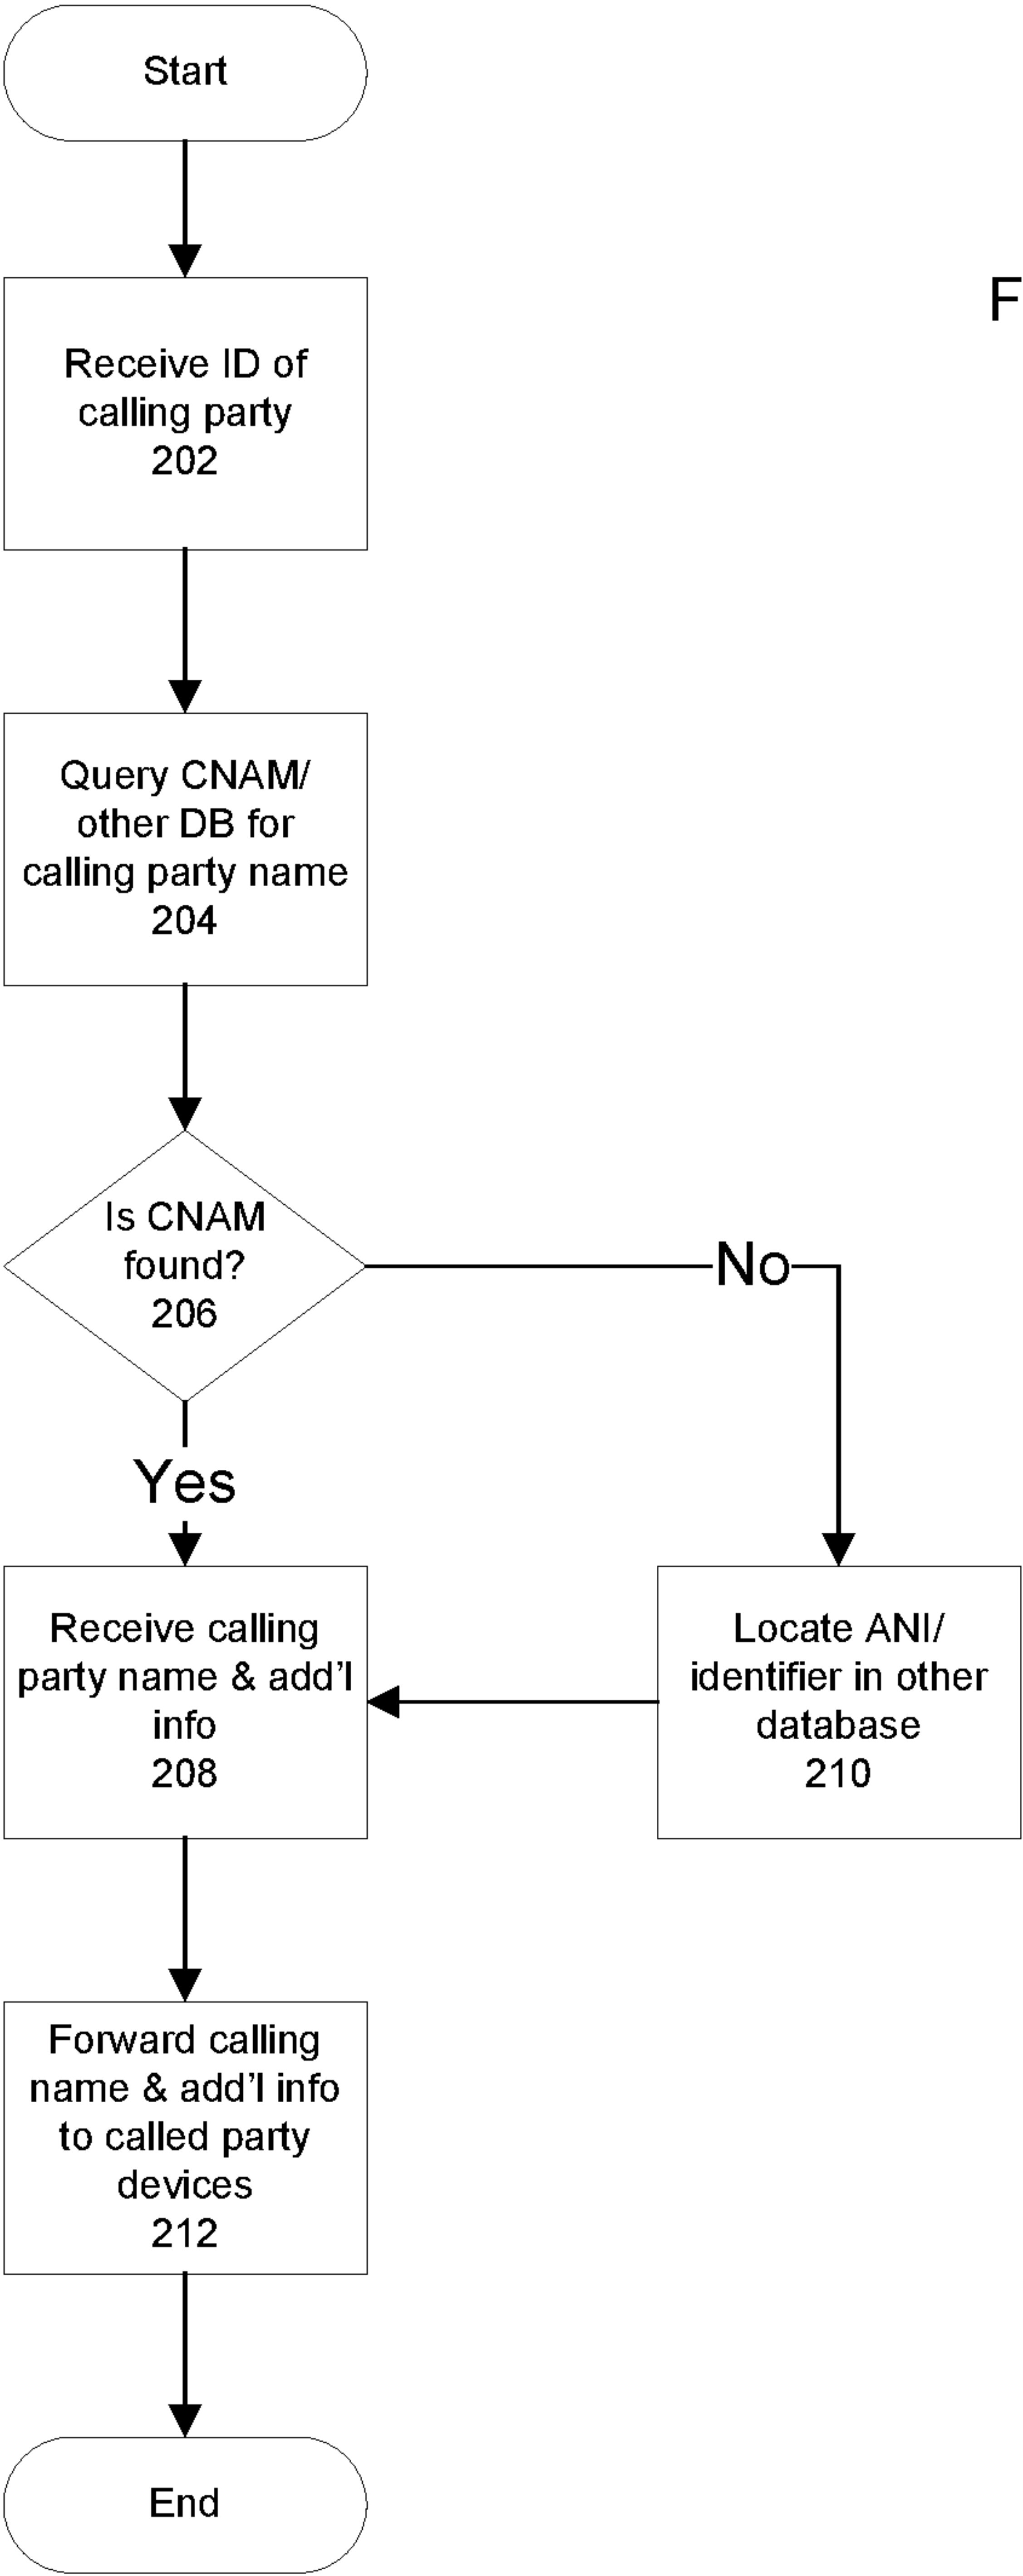 Start
F
Receive ID of
calling party
202
Query CNAM/
other DB for
calling party name
204
Is CNAM
found?
206
No
Yes
Receive calling
party name & add'l
info
208
Locate ANI/
identifier in other
database
210
Forward calling
name & add'l info
to called party
devices
212
End